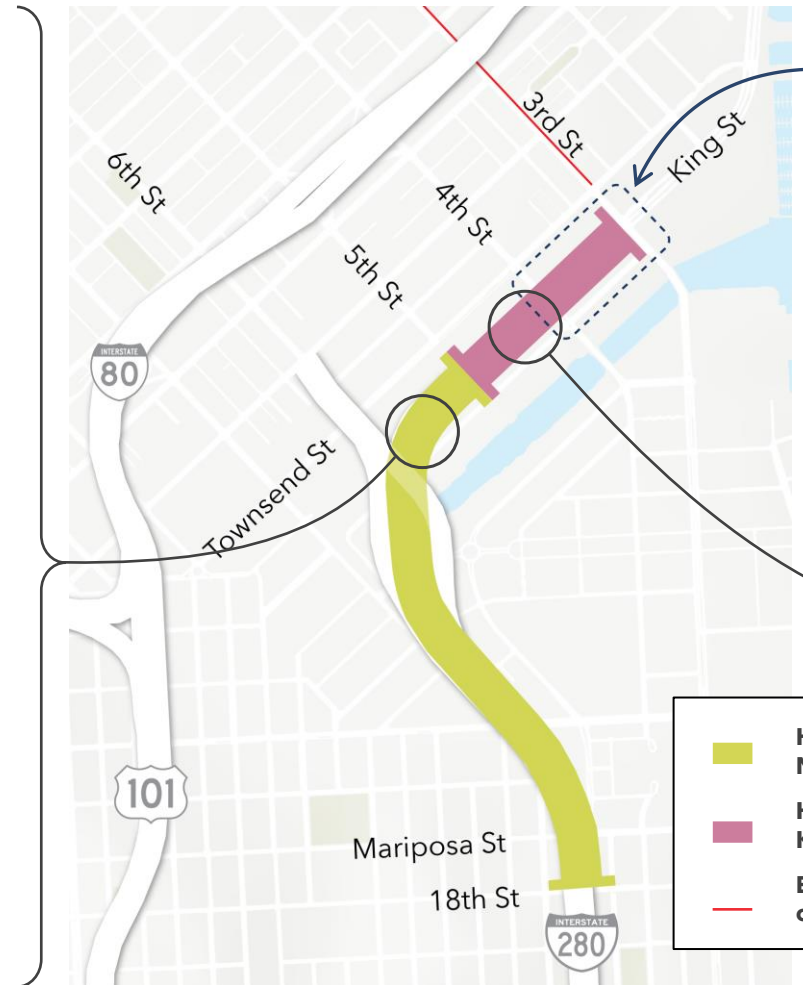 3rd St
King St
6th St
4th St
5th St
INTERSTATE
80
Townsend St
101
Mariposa St
18th St
INTERSTATE
280